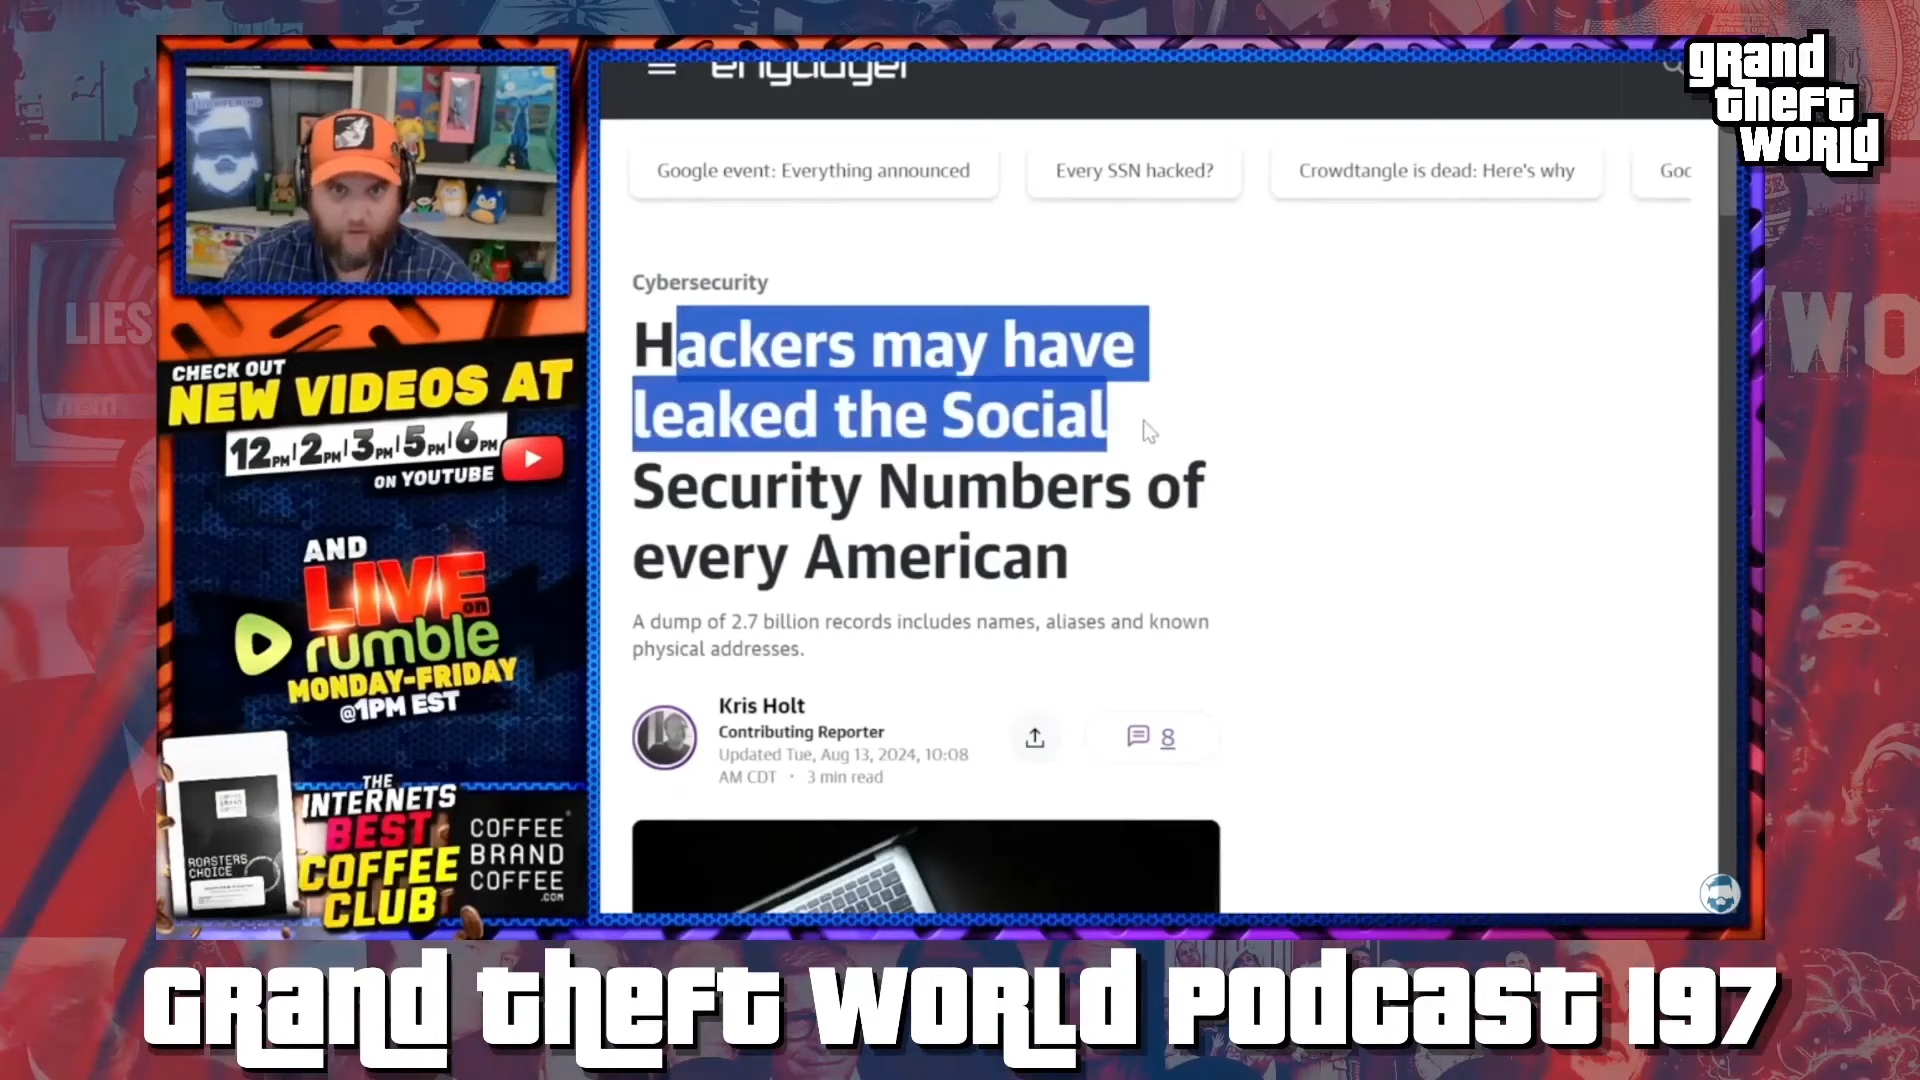 grand
theft
world
engadget
Google event: Everything announced
Every SSN hacked?
Crowdtangle is dead: Here's why
Goo
Cybersecurity
Hackers may have
leaked the Social
Security Numbers of
every American
A dump of 2.7 billion records includes names, aliases and known
physical addresses.
Kris Holt
Contributing Reporter
Updated Tue, Aug 13, 2024, 10:08
AM CDT · 3 min read
8
CHECK OUT
NEW VIDEOS AT
12PM | 2PM | 3PM | 5PM | 6PM
ON YOUTUBE
AND
LIVE
on
rumble
MONDAY-FRIDAY
@1PM EST
THE
INTERNETS
BEST
COFFEE
CLUB
COFFEE
BRAND
COFFEE
.COM
ROASTERS
CHOICE
LIES
WO
Grand Theft World Podcast 197